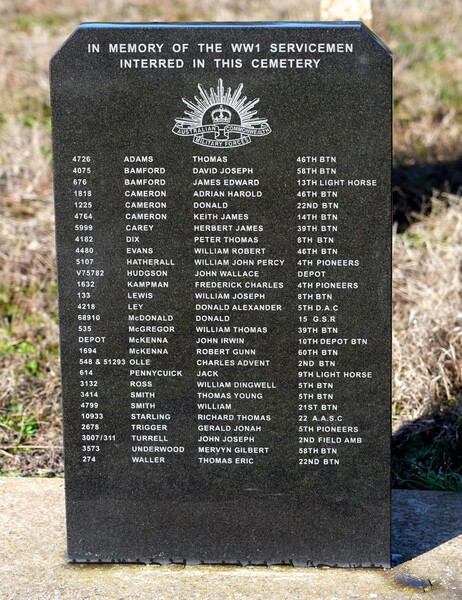 IN MEMORY OF THE WW1 SERVICEMEN
INTERRED IN THIS CEMETERY
AUSTRALIAN COMMONWEALTH
MILITARY FORCES
4726 ADAMS THOMAS 46TH BTN
4075 BAMFORD DAVID JOSEPH 58TH BTN
676 BAMFORD JAMES EDWARD 13TH LIGHT HORSE
1818 CAMERON ADRIAN HAROLD 46TH BTN
1225 CAMERON DONALD 22ND BTN
4764 CAMERON KEITH JAMES 14TH BTN
5999 CAREY HERBERT JAMES 39TH BTN
4182 DIX PETER THOMAS 8TH BTN
4480 EVANS WILLIAM ROBERT 46TH BTN
5107 HATHERALL WILLIAM JOHN PERCY 4TH PIONEERS
V75782 HUDGSON JOHN WALLACE DEPOT
1632 KAMPMAN FREDERICK CHARLES 4TH PIONEERS
133 LEWIS WILLIAM JOSEPH 8TH BTN
4218 LEY DONALD ALEXANDER 5TH D.A.C
68910 McDONALD DONALD 15 G.S.R
535 McGREGOR WILLIAM THOMAS 39TH BTN
DEPOT McKENNA JOHN IRWIN 10TH DEPOT BTN
1694 McKENNA ROBERT GUNN 60TH BTN
548 & 51293 OLLE CHARLES ADVENT 2ND BTN
614 PENNYCUICK JACK 9TH LIGHT HORSE
3132 ROSS WILLIAM DINGWELL 5TH BTN
3414 SMITH THOMAS YOUNG 5TH BTN
4799 SMITH WILLIAM 21ST BTN
10933 STARLING RICHARD THOMAS 22 A.A.S.C
2678 TRIGGER GERALD JONAH 5TH PIONEERS
3007/311 TURRELL JOHN JOSEPH 2ND FIELD AMB
3573 UNDERWOOD MERVYN GILBERT 58TH BTN
274 WALLER THOMAS ERIC 22ND BTN